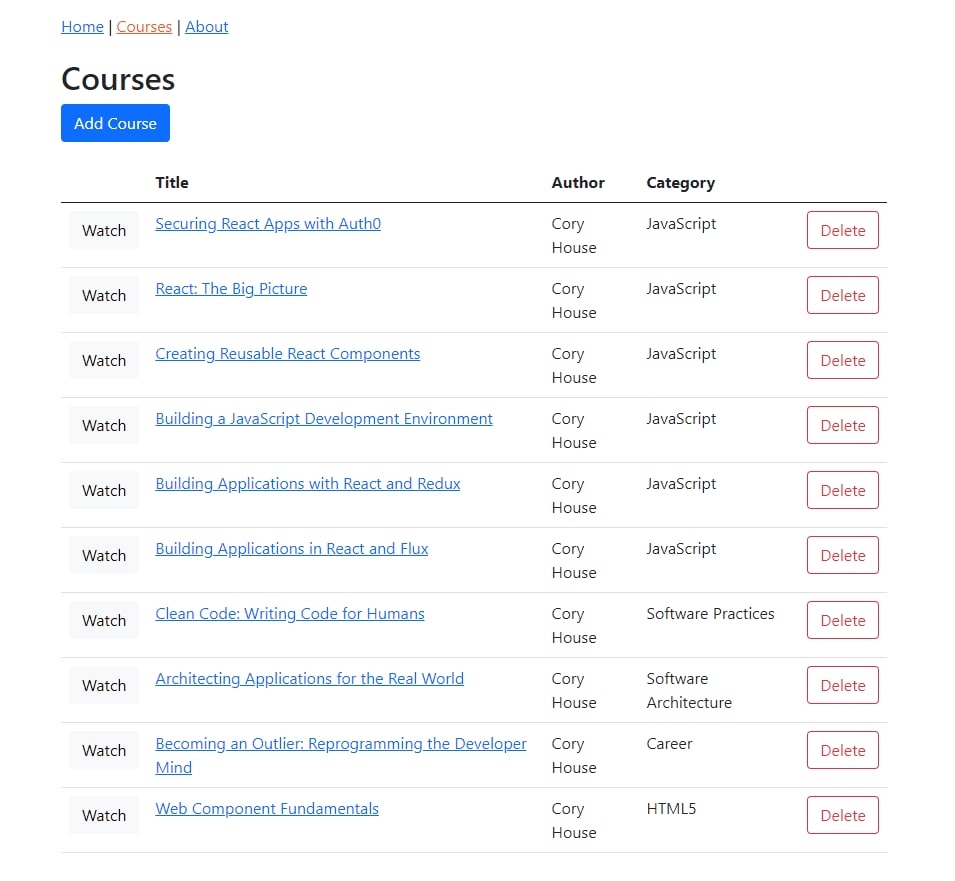 Home | Courses | About
Courses
Add Course
Title Author Category
Watch Securing React Apps with Auth0 Cory JavaScript Delete
House
Watch React: The Big Picture Cory JavaScript Delete
House
Watch Creating Reusable React Components Cory JavaScript Delete
House
Watch Building a JavaScript Development Environment Cory JavaScript Delete
House
Watch Building Applications with React and Redux Cory JavaScript Delete
House
Watch Building Applications in React and Flux Cory JavaScript Delete
House
Watch Clean Code: Writing Code for Humans Cory Software Practices Delete
House
Watch Architecting Applications for the Real World Cory Software Delete
House Architecture
Watch Becoming an Outlier: Reprogramming the Developer Cory Career Delete
Mind House
Watch Web Component Fundamentals Cory HTML5 Delete
House